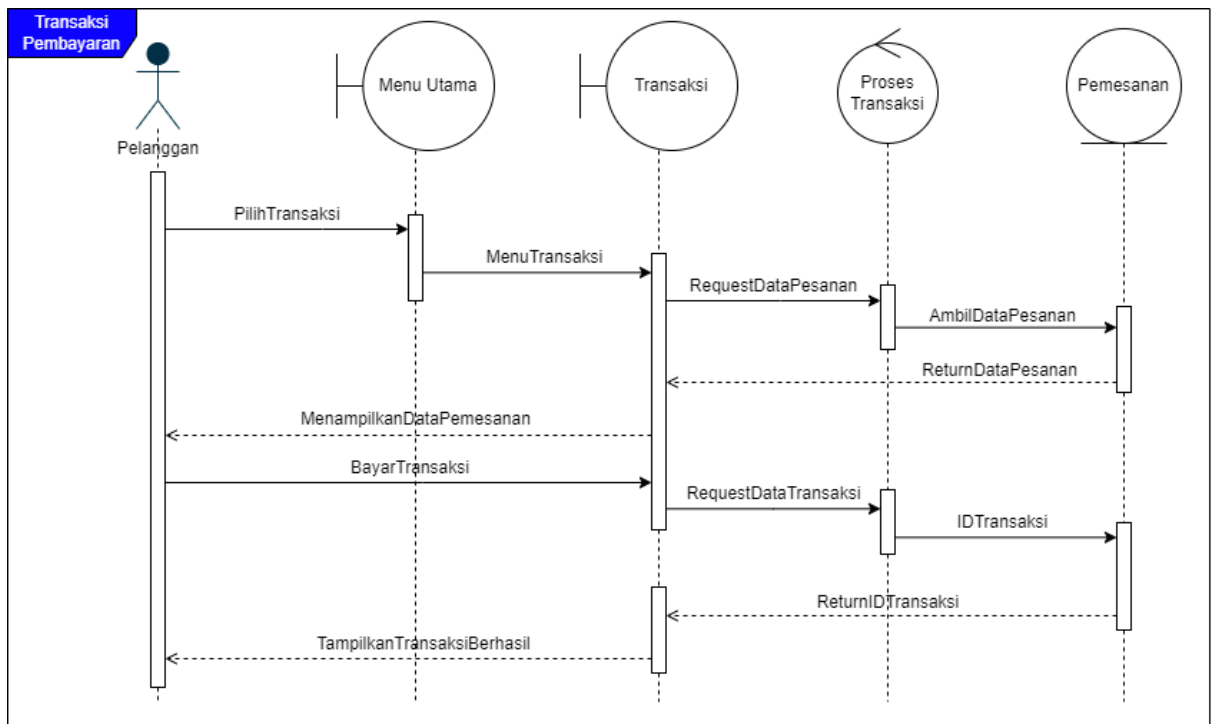 Transaksi
Pembayaran
Menu Utama
Transaksi
Proses
Transaksi
Pemesanan
Pelanggan
PilihTransaksi
MenuTransaksi
RequestDataPesanan
AmbilDataPesanan
ReturnDataPesanan
MenampilkanDataPemesanan
BayarTransaksi
RequestDataTransaksi
IDTransaksi
ReturnIDTransaksi
TampilkanTransaksiBerhasil